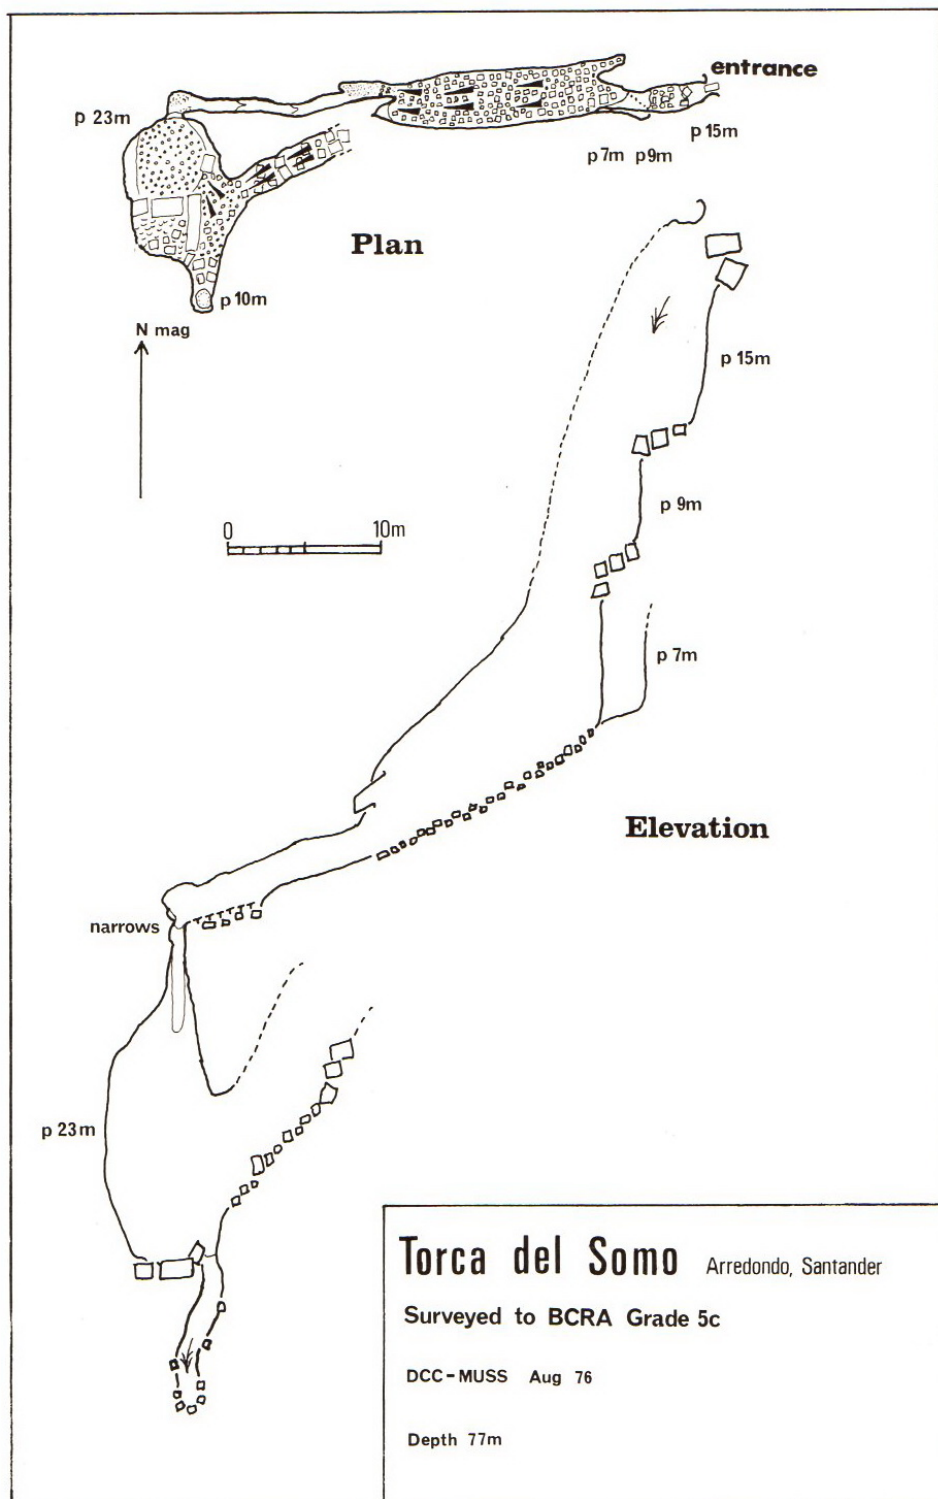 entrance
p 23m
p 15m
p 7m p 9m
Plan
p 10m
N mag
p 15m
0 10m
p 9m
p 7m
Elevation
narrows
p 23m
Torca del Somo Arredondo, Santander
Surveyed to BCRA Grade 5c
DCC-MUSS Aug 76
Depth 77m